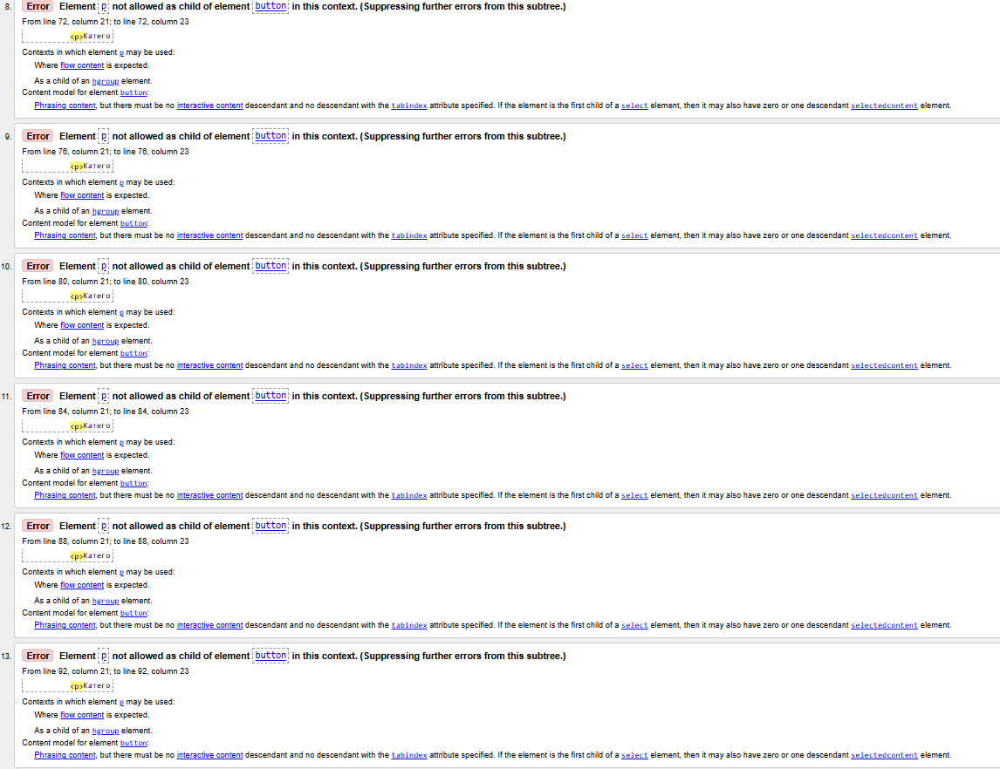 8. Error Element p not allowed as child of Element button in this context. (Suppressing further errors from this subtree.)
From line 72, column 21; to line 72, column 23
<p>Катего
Contexts in which element p may be used:
Where flow content is expected.
As a child of an hgroup element.
Content model for element button:
Phrasing content, but there must be no interactive content descendant and no descendant with the tabindex attribute specified. If the element is the first child of a select element, then it may also have zero or one descendant selectedcontent element.
9. Error Element p not allowed as child of element button in this context. (Suppressing further errors from this subtree.)
From line 76, column 21; to line 76, column 23
<p>Катего
Contexts in which element p may be used:
Where flow content is expected.
As a child of an hgroup element.
Content model for element button:
Phrasing content, but there must be no interactive content descendant and no descendant with the tabindex attribute specified. If the element is the first child of a select element, then it may also have zero or one descendant selectedcontent element.
10. Error Element p not allowed as child of element button in this context. (Suppressing further errors from this subtree.)
From line 80, column 21; to line 80, column 23
<p>Катего
Contexts in which element p may be used:
Where flow content is expected.
As a child of an hgroup element.
Content model for element button:
Phrasing content, but there must be no interactive content descendant and no descendant with the tabindex attribute specified. If the element is the first child of a select element, then it may also have zero or one descendant selectedcontent element.
11. Error Element p not allowed as child of element button in this context. (Suppressing further errors from this subtree.)
From line 84, column 21; to line 84, column 23
<p>Катего
Contexts in which element p may be used:
Where flow content is expected.
As a child of an hgroup element.
Content model for element button:
Phrasing content, but there must be no interactive content descendant and no descendant with the tabindex attribute specified. If the element is the first child of a select element, then it may also have zero or one descendant selectedcontent element.
12. Error Element p not allowed as child of element button in this context. (Suppressing further errors from this subtree.)
From line 88, column 21; to line 88, column 23
<p>Катего
Contexts in which element p may be used:
Where flow content is expected.
As a child of an hgroup element.
Content model for element button:
Phrasing content, but there must be no interactive content descendant and no descendant with the tabindex attribute specified. If the element is the first child of a select element, then it may also have zero or one descendant selectedcontent element.
13. Error Element p not allowed as child of element button in this context. (Suppressing further errors from this subtree.)
From line 92, column 21; to line 92, column 23
<p>Катего
Contexts in which element p may be used:
Where flow content is expected.
As a child of an hgroup element.
Content model for element button:
Phrasing content, but there must be no interactive content descendant and no descendant with the tabindex attribute specified. If the element is the first child of a select element, then it may also have zero or one descendant selectedcontent element.